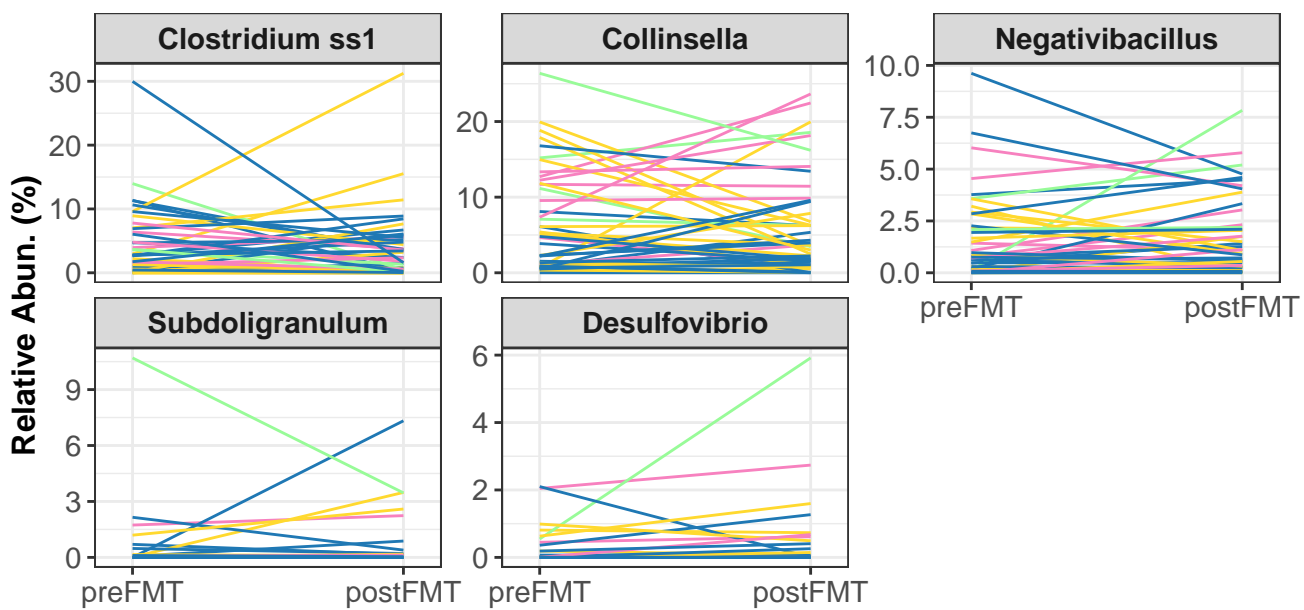 Relative Abun. (%)
Clostridium ss1
30
20
10
0
Collinsella
20
10
0
Negativibacillus
10.0
7.5
5.0
2.5
0.0
preFMT postFMT
Subdoligranulum
9
6
3
0
preFMT postFMT
Desulfovibrio
6
4
2
0
preFMT postFMT